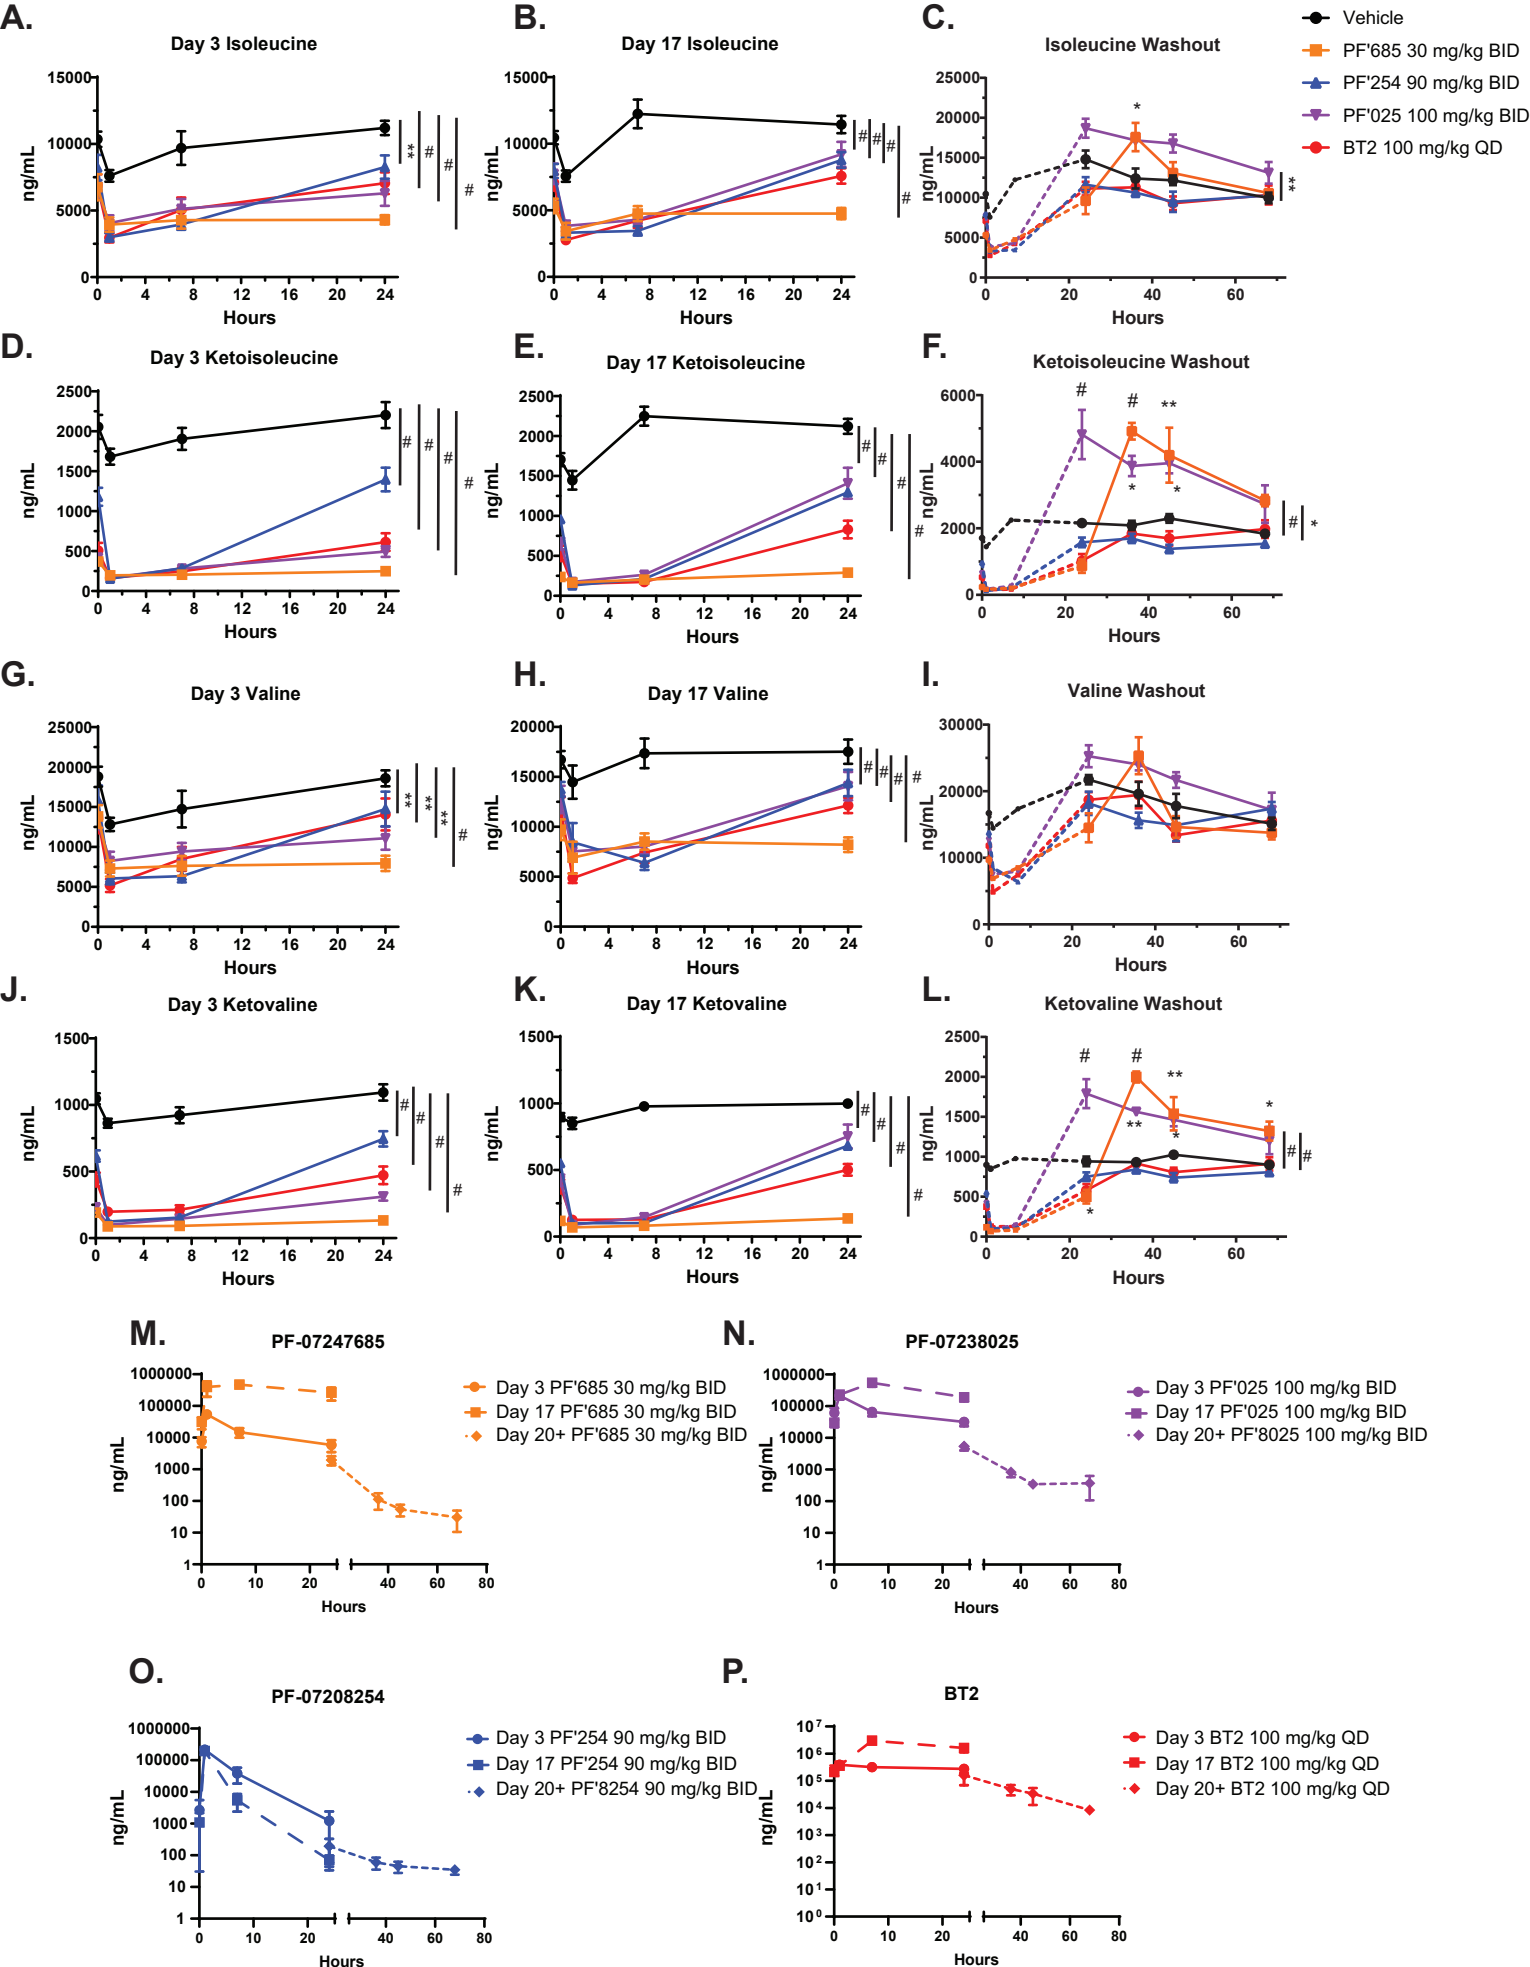 A.
Day 3 Isoleucine
15000
10000
5000
0
ng/mL
0 4 8 12 16 20 24
Hours
** # # #
B.
Day 17 Isoleucine
15000
10000
5000
0
ng/mL
0 4 8 12 16 20 24
Hours
# # # #
C.
Isoleucine Washout
25000
20000
15000
10000
5000
0
ng/mL
0 20 40 60
Hours
*
**
Vehicle
PF'685 30 mg/kg BID
PF'254 90 mg/kg BID
PF'025 100 mg/kg BID
BT2 100 mg/kg QD
D.
Day 3 Ketoisoleucine
2500
2000
1500
1000
500
0
ng/mL
0 4 8 12 16 20 24
Hours
# # # #
E.
Day 17 Ketoisoleucine
2500
2000
1500
1000
500
0
ng/mL
0 4 8 12 16 20 24
Hours
# # # #
F.
Ketoisoleucine Washout
6000
4000
2000
0
ng/mL
0 20 40 60
Hours
# # **
* *
# *
G.
Day 3 Valine
25000
20000
15000
10000
5000
0
ng/mL
0 4 8 12 16 20 24
Hours
** ** ** #
H.
Day 17 Valine
20000
15000
10000
5000
0
ng/mL
0 4 8 12 16 20 24
Hours
# # # #
I.
Valine Washout
30000
20000
10000
0
ng/mL
0 20 40 60
Hours
J.
Day 3 Ketovaline
1500
1000
500
0
ng/mL
0 4 8 12 16 20 24
Hours
# # # #
K.
Day 17 Ketovaline
1500
1000
500
0
ng/mL
0 4 8 12 16 20 24
Hours
# # # #
L.
Ketovaline Washout
2500
2000
1500
1000
500
0
ng/mL
0 20 40 60
Hours
# # ** *
** *
*
# #
M.
PF-07247685
1000000
100000
10000
1000
100
10
1
ng/mL
0 10 20 40 60 80
Hours
Day 3 PF'685 30 mg/kg BID
Day 17 PF'685 30 mg/kg BID
Day 20+ PF'685 30 mg/kg BID
N.
PF-07238025
1000000
100000
10000
1000
100
10
1
ng/mL
0 10 20 40 60 80
Hours
Day 3 PF'025 100 mg/kg BID
Day 17 PF'025 100 mg/kg BID
Day 20+ PF'8025 100 mg/kg BID
O.
PF-07208254
1000000
100000
10000
1000
100
10
1
ng/mL
0 10 20 40 60 80
Hours
Day 3 PF'254 90 mg/kg BID
Day 17 PF'254 90 mg/kg BID
Day 20+ PF'8254 90 mg/kg BID
P.
BT2
10⁷
10⁶
10⁵
10⁴
10³
10²
10¹
10⁰
ng/mL
0 10 20 40 60 80
Hours
Day 3 BT2 100 mg/kg QD
Day 17 BT2 100 mg/kg QD
Day 20+ BT2 100 mg/kg QD